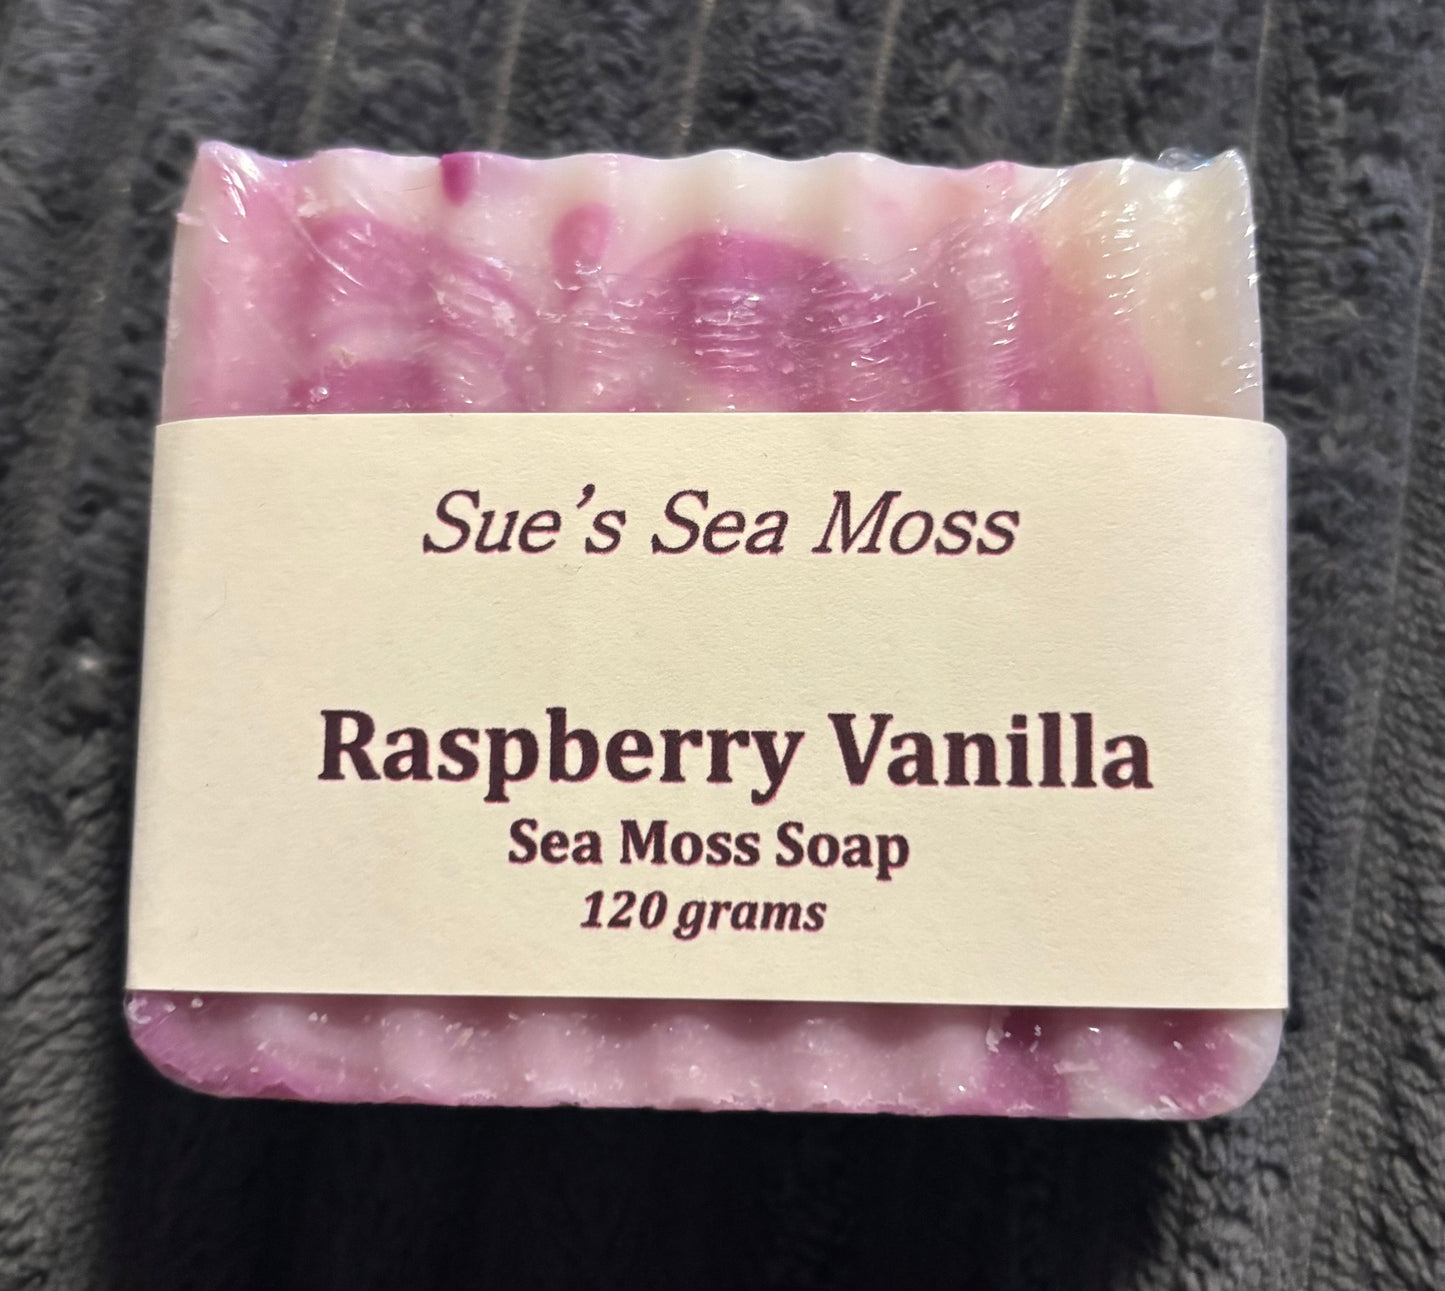 Sue’s Sea Moss
Raspberry Vanilla
Sea Moss Soap
120 grams